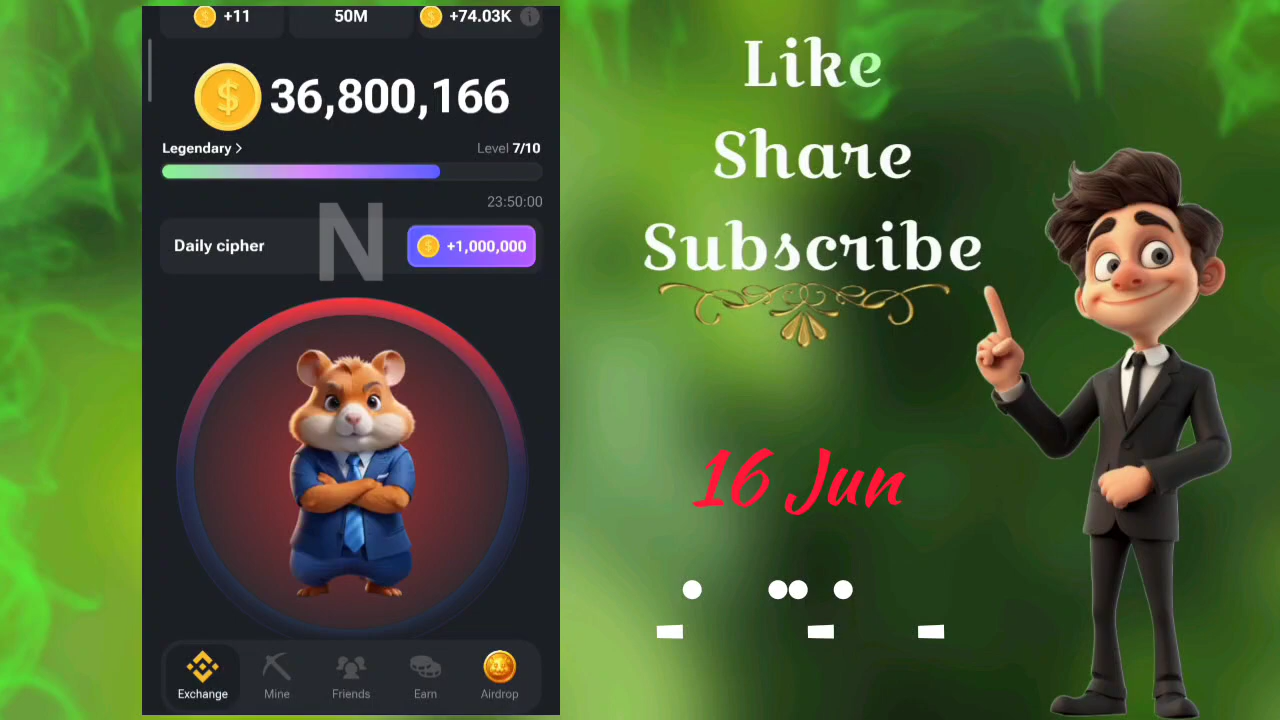 +11
50M
+74.03K
36,800,166
Legendary >
Level 7/10
23:50:00
Daily cipher
N
+1,000,000
Exchange
Mine
Friends
Earn
Airdrop
Like
Share
Subscribe
16 Jun